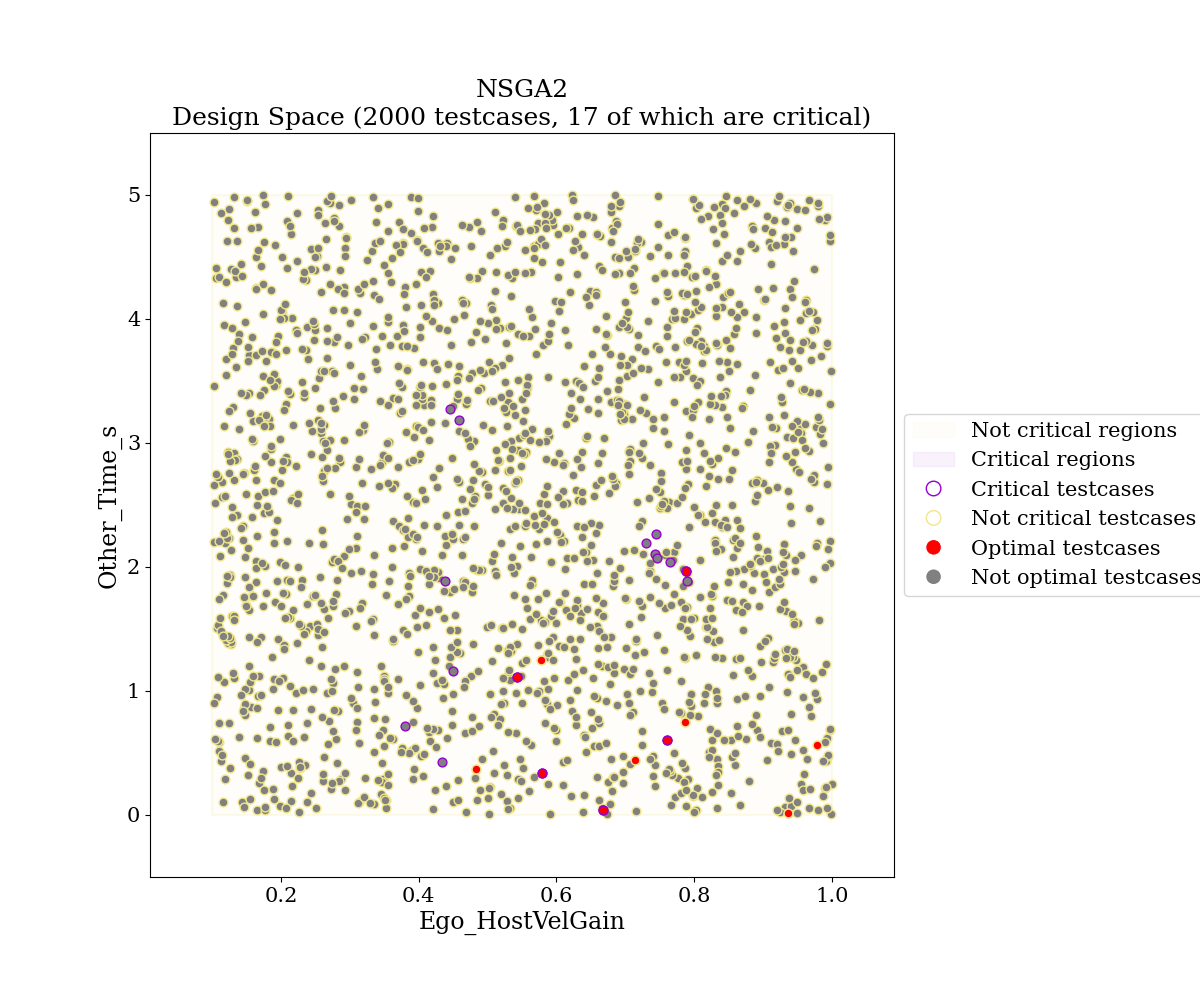 NSGA2
Design Space (2000 testcases, 17 of which are critical)
5
4
3
2
1
0
Other_Time_s
0.2
0.4
0.6
0.8
1.0
Ego_HostVelGain
Not critical regions
Critical regions
Critical testcases
Not critical testcases
Optimal testcases
Not optimal testcases